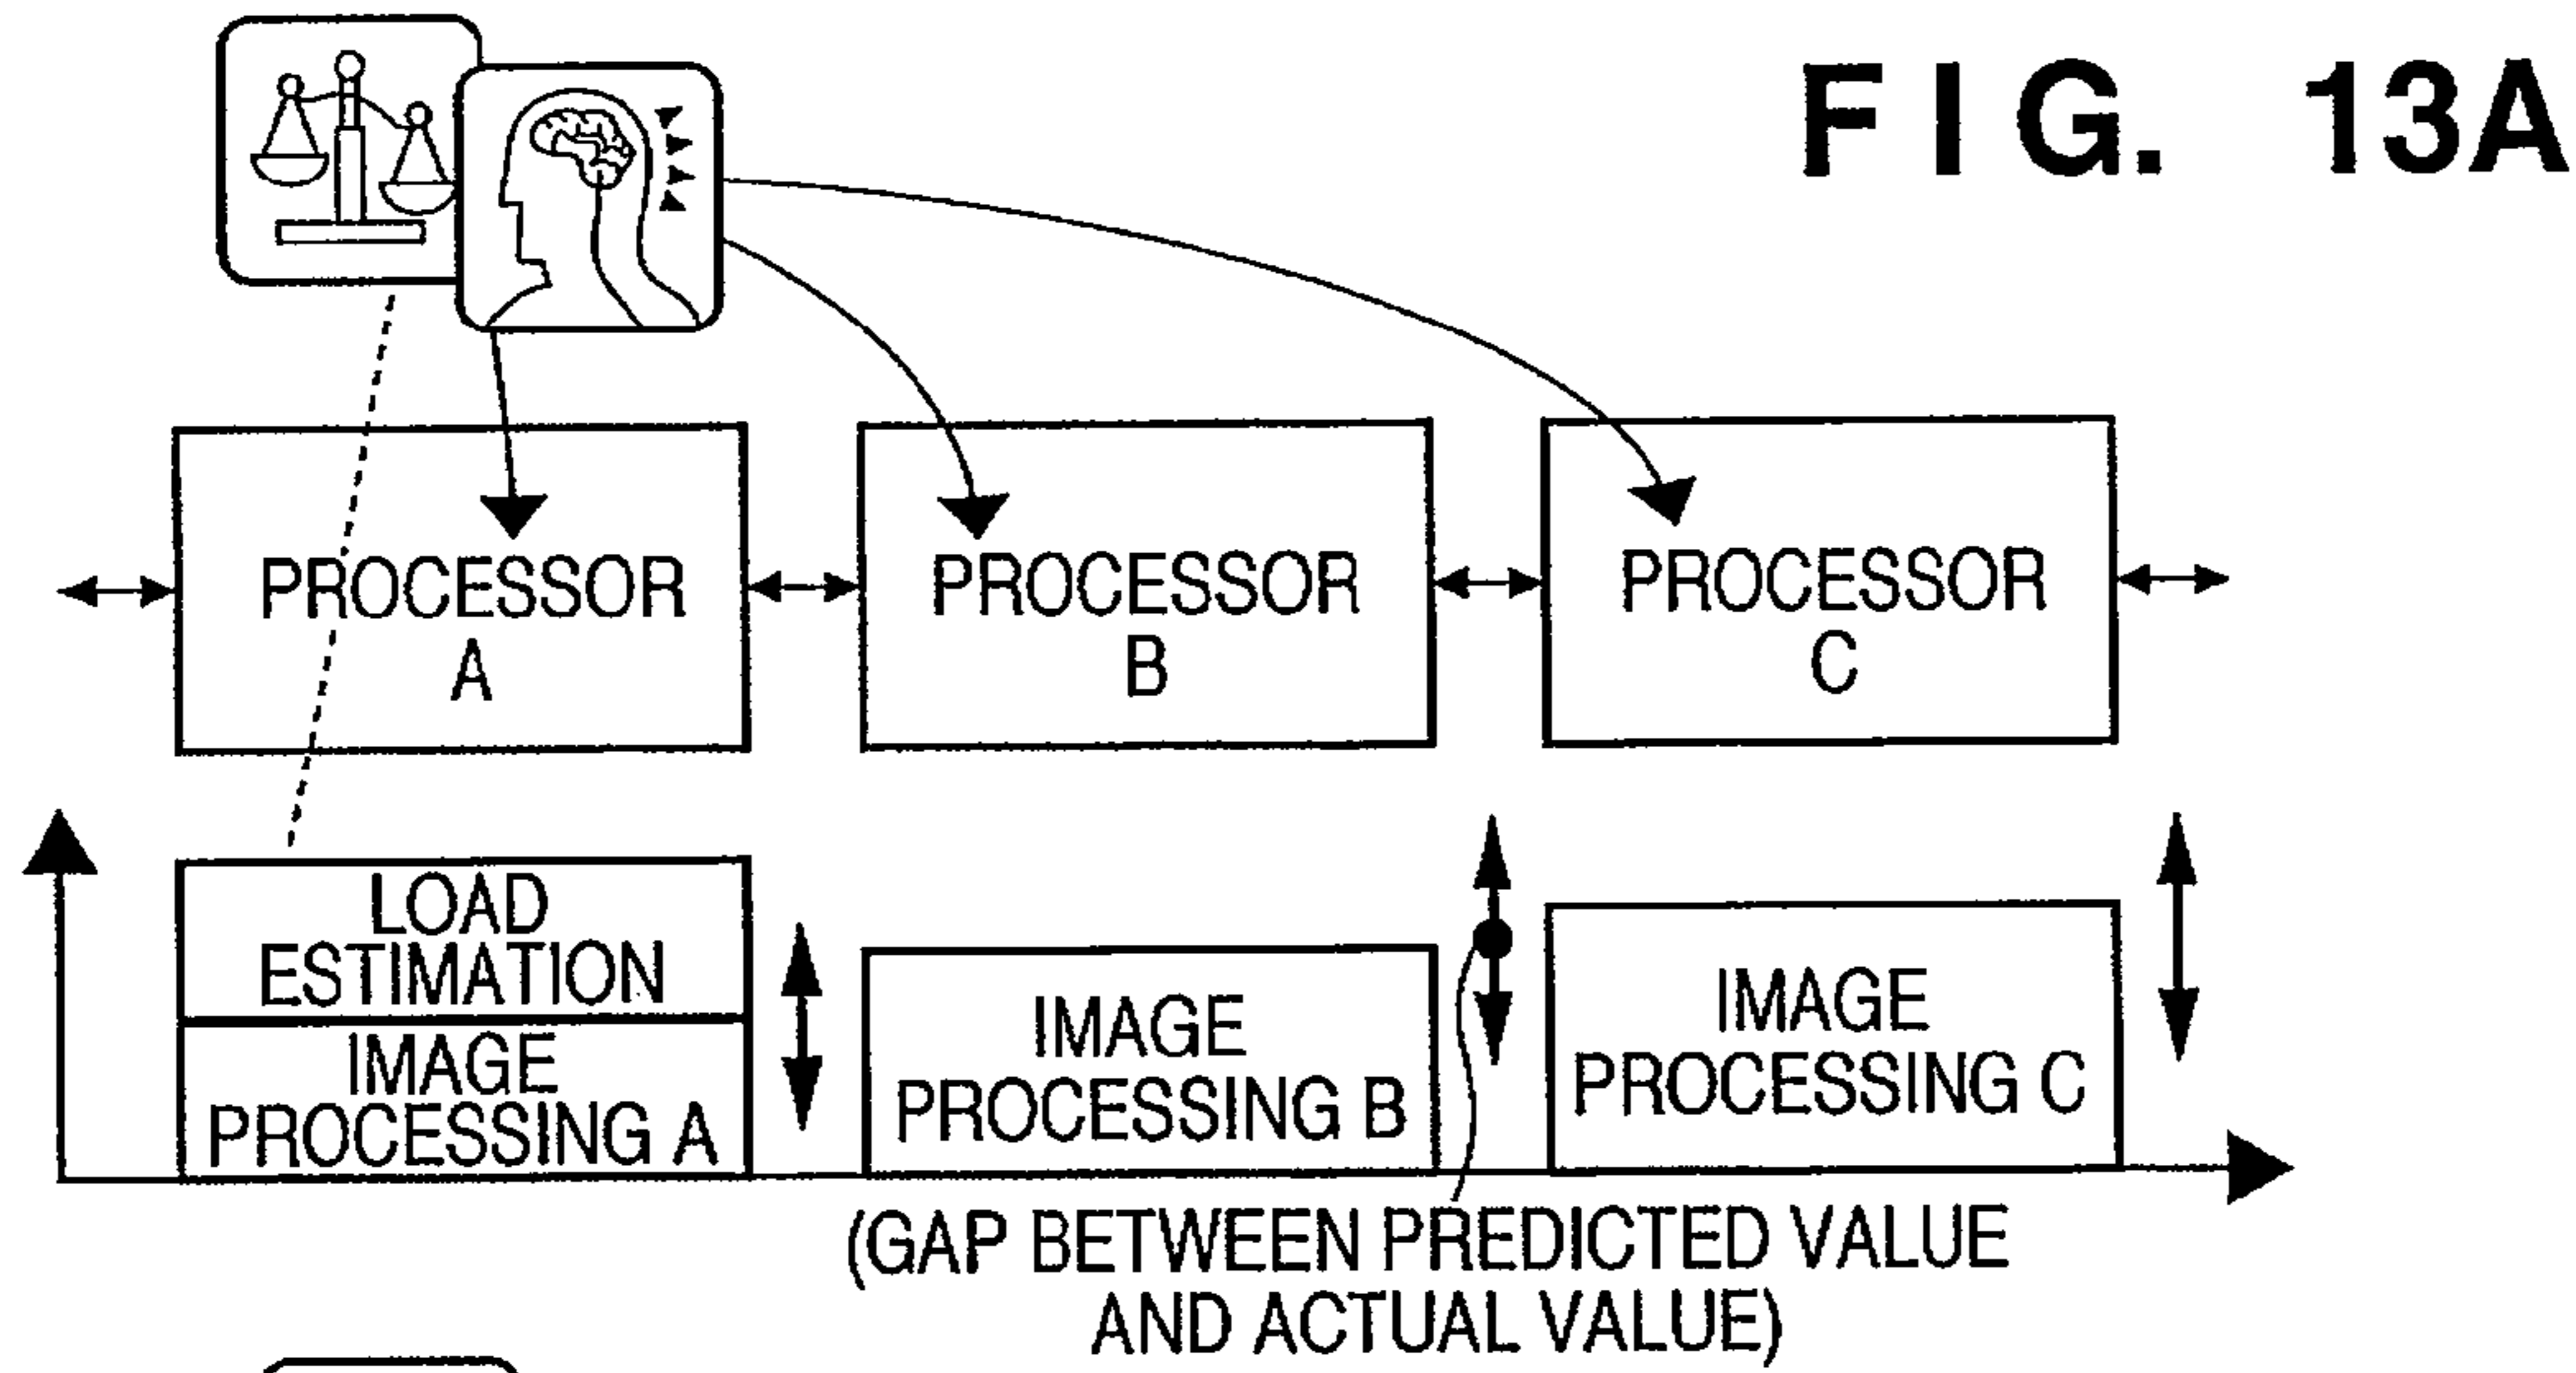 FIG. 13A
PROCESSOR
A
PROCESSOR
B
PROCESSOR
C
LOAD
ESTIMATION
IMAGE
PROCESSING A
IMAGE
PROCESSING B
IMAGE
PROCESSING C
(GAP BETWEEN PREDICTED VALUE
AND ACTUAL VALUE)